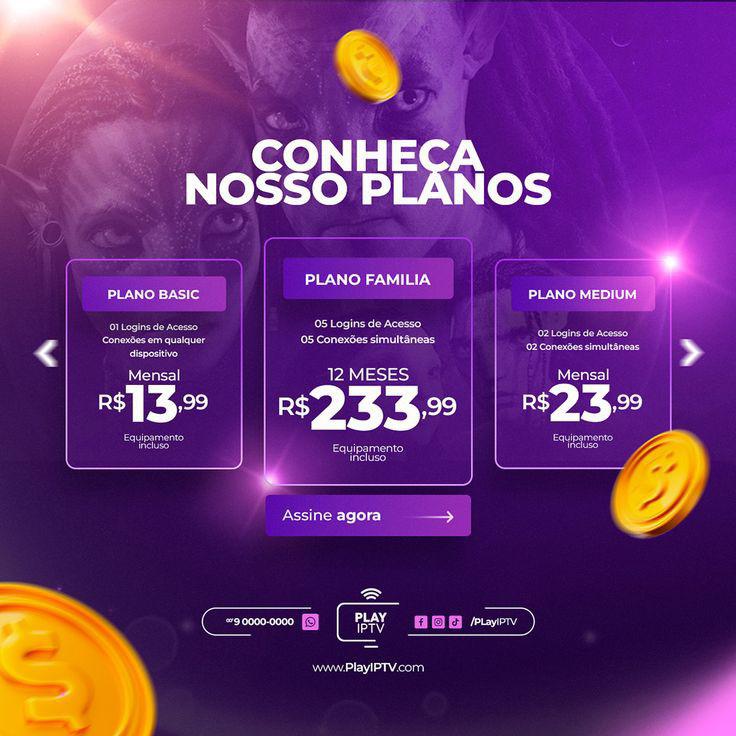 CONHEÇA
NOSSO PLANOS
PLANO BASIC
01 Logins de Acesso
Conexões em qualquer
dispositivo
Mensal
R$13,99
Equipamento
incluso
PLANO FAMILIA
05 Logins de Acesso
05 Conexões simultâneas
12 MESES
R$233,99
Equipamento
incluso
PLANO MEDIUM
02 Logins de Acesso
02 Conexões simultâneas
Mensal
R$23,99
Equipamento
incluso
Assine agora
9 0000-0000
PLAY
IPTV
/PLayIPTV
www.PlayIPTV.com